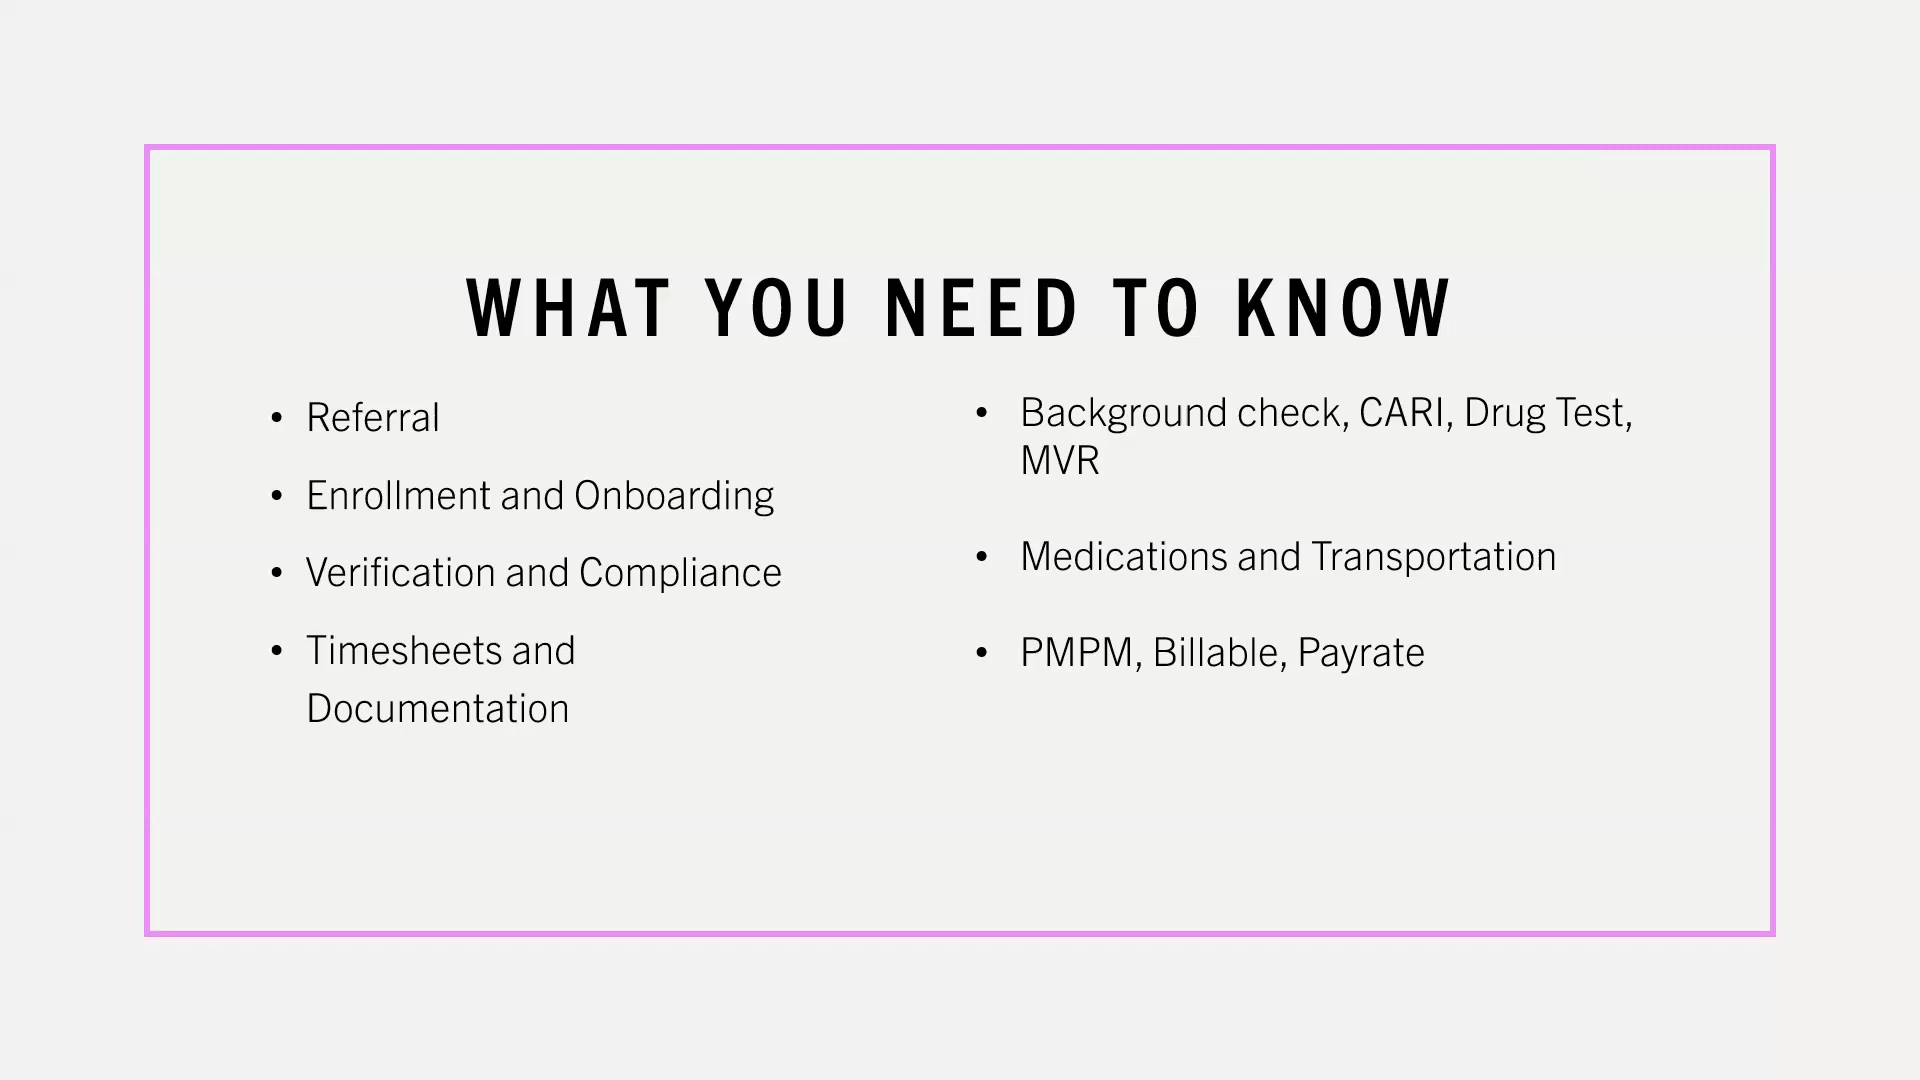 WHAT YOU NEED TO KNOW
• Referral
• Enrollment and Onboarding
• Verification and Compliance
• Timesheets and
Documentation
• Background check, CARI, Drug Test,
MVR
• Medications and Transportation
• PMPM, Billable, Payrate